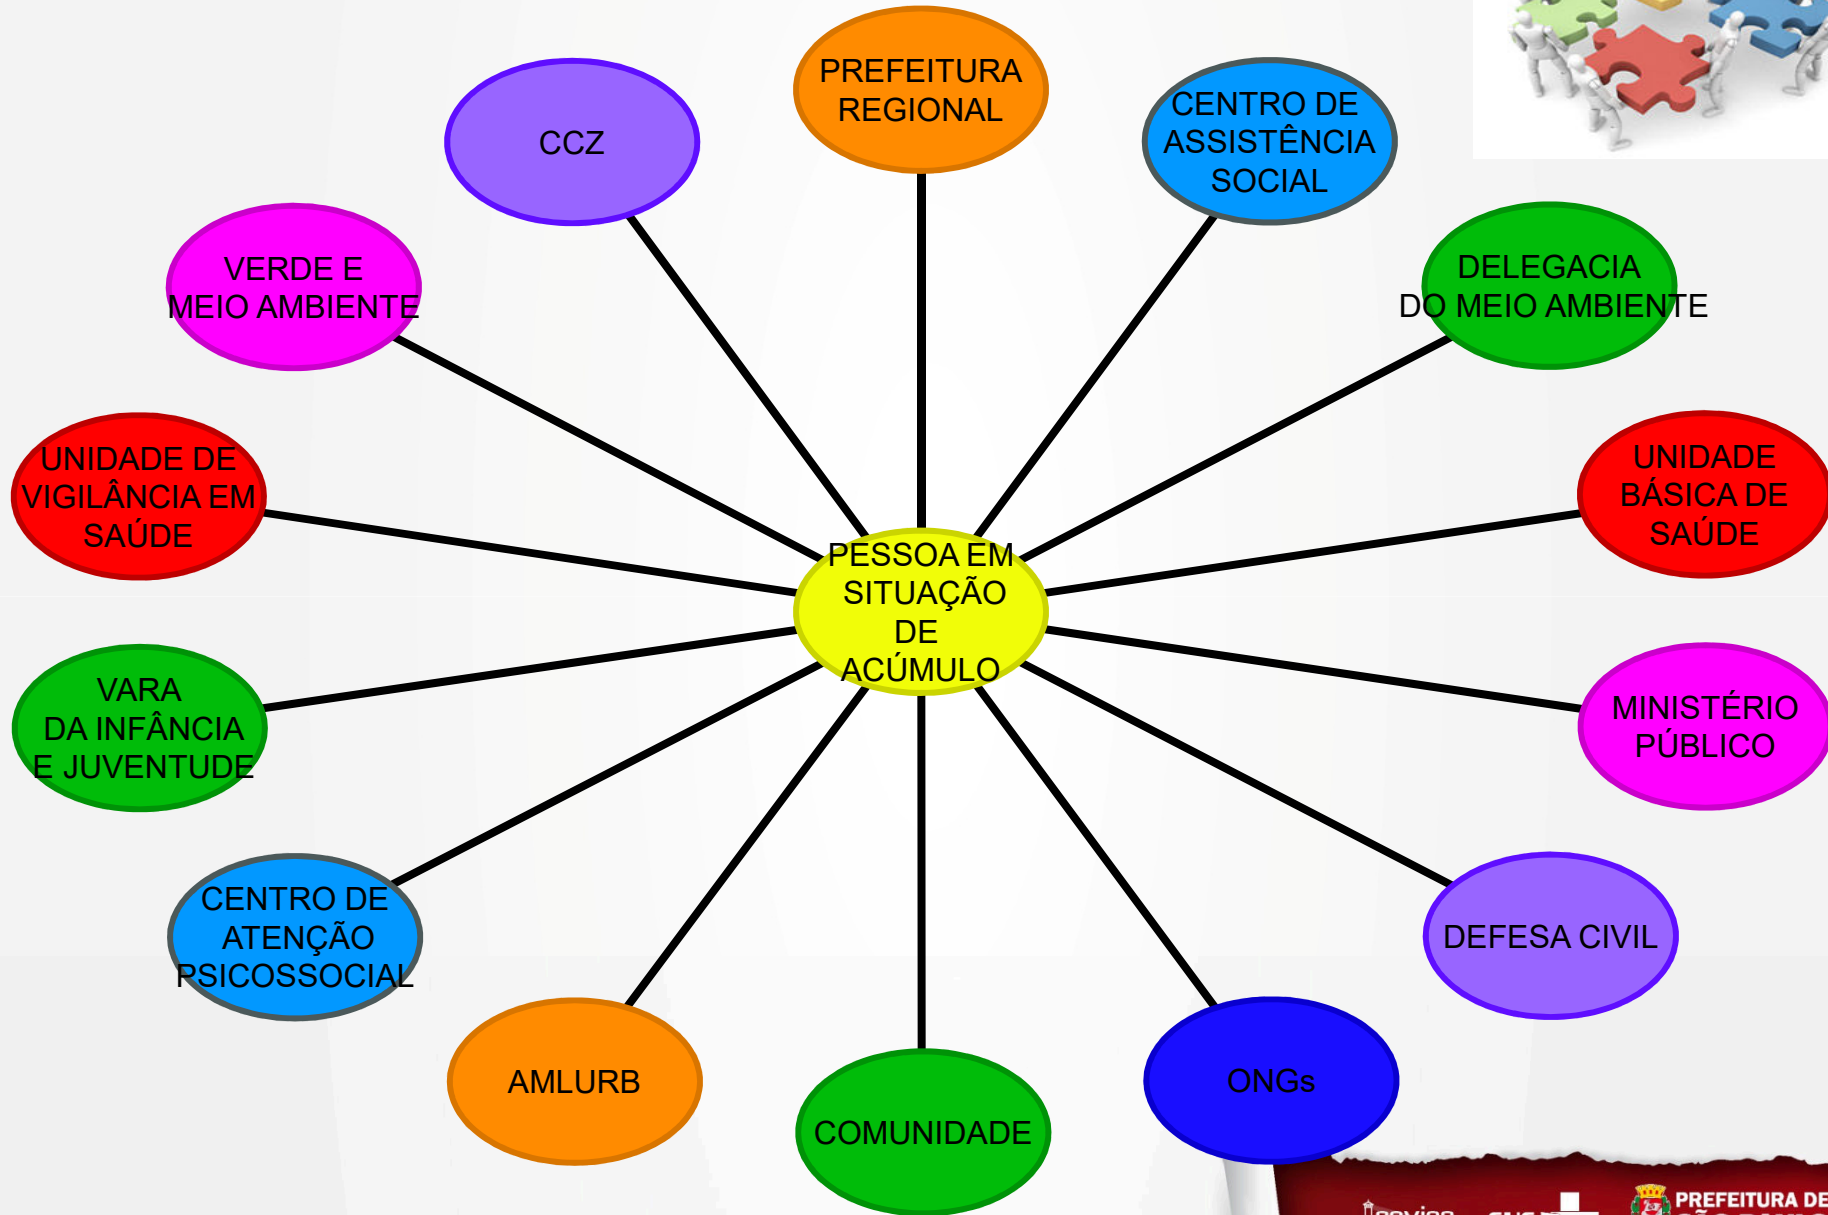 PREFEITURA
REGIONAL
CENTRO DE
ASSISTÊNCIA
SOCIAL
CCZ
DELEGACIA
DO MEIO AMBIENTE
VERDE E
MEIO AMBIENTE
UNIDADE
BÁSICA DE
SAÚDE
UNIDADE DE
VIGILÂNCIA EM
SAÚDE
PESSOA EM
SITUAÇÃO
DE
ACÚMULO
VARA
DA INFÂNCIA
E JUVENTUDE
MINISTÉRIO
PÚBLICO
CENTRO DE
ATENÇÃO
PSICOSSOCIAL
DEFESA CIVIL
AMLURB
ONGs
COMUNIDADE
PREFEITURA DE